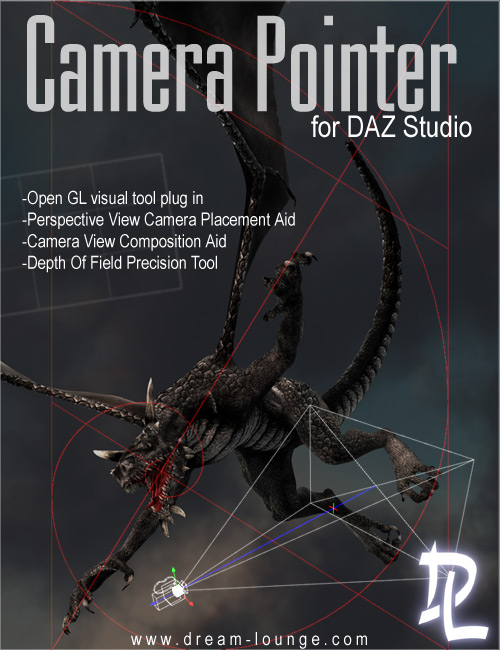 Camera Pointer
for DAZ Studio
-Open GL visual tool plug in
-Perspective View Camera Placement Aid
-Camera View Composition Aid
-Depth Of Field Precision Tool
DL
www.dream-lounge.com